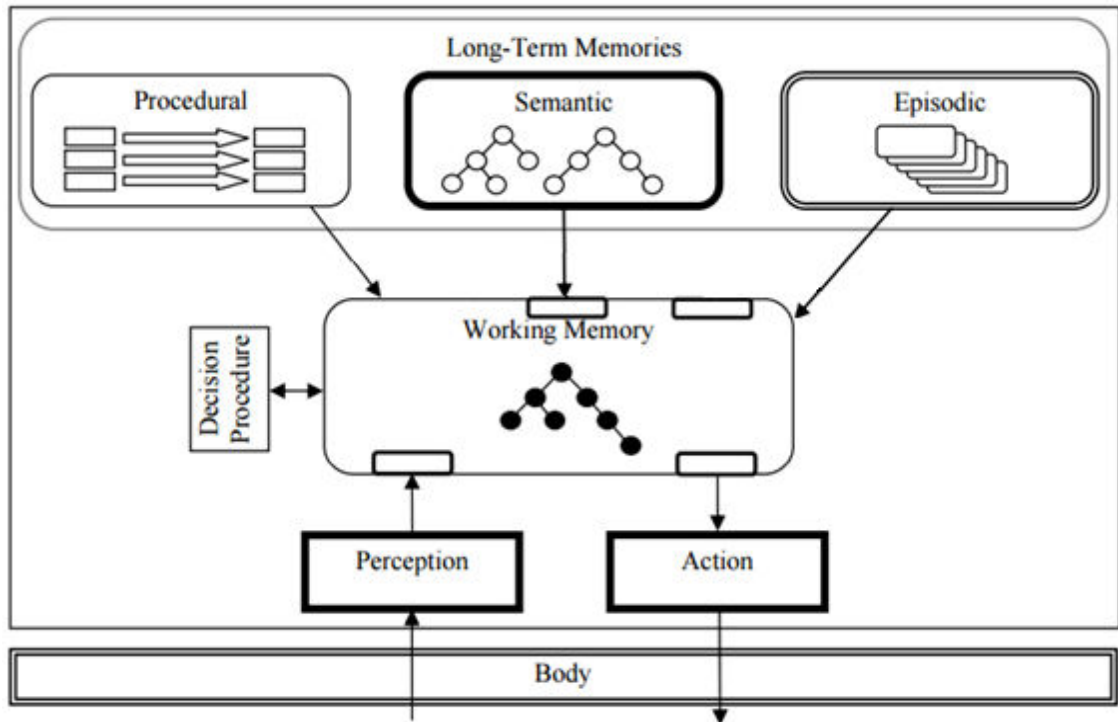 Long-Term Memories
Procedural
Semantic
Episodic
Working Memory
Decision
Procedure
Perception
Action
Body